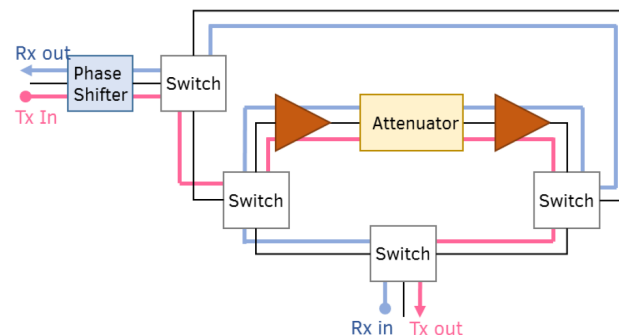 Rx out
Phase
Shifter
Switch
Tx In
Attenuator
Switch
Switch
Switch
Rx in
Tx out